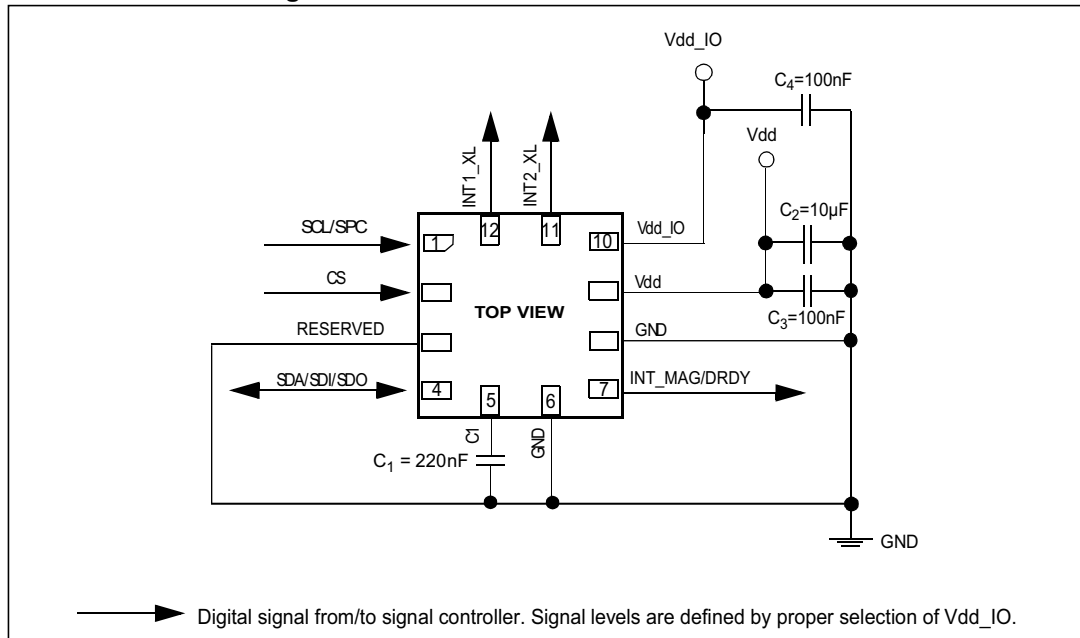 Vdd_IO
C4=100nF
Vdd
INT1_XL
INT2_XL
C2=10µF
SCL/SPC
1
12
11
10
Vdd_IO
CS
Vdd
TOP VIEW
C3=100nF
RESERVED
GND
SDA/SDI/SDO
4
5
6
7
INT_MAG/DRDY
C1
GND
C1 = 220nF
GND
Digital signal from/to signal controller. Signal levels are defined by proper selection of Vdd_IO.